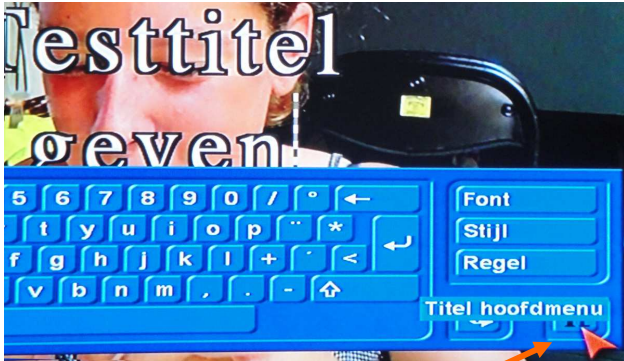 Testtitel
geven
5 6 7 8 9 0 / °
t y u i o p ¨ *
f g h j k l + ´ <
v b n m , . -
Font
Stijl
Regel
Titel hoofdmenu